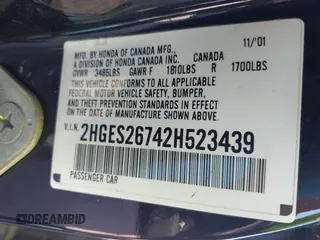 MFD. BY HONDA OF CANADA MFG., CANADA 11/'01
A DIVISION OF HONDA CANADA INC.
GVWR 3485LBS GAWR F 1810LBS R 1700LBS
THIS VEHICLE CONFORMS TO ALL APPLICABLE
FEDERAL MOTOR VEHICLE SAFETY, BUMPER,
AND THEFT PREVENTION STANDARDS IN EFFECT ON
THE DATE OF MANUFACTURE SHOWN ABOVE.
V.I.N. 2HGES26742H523439
PASSENGER CAR
DREAMBID